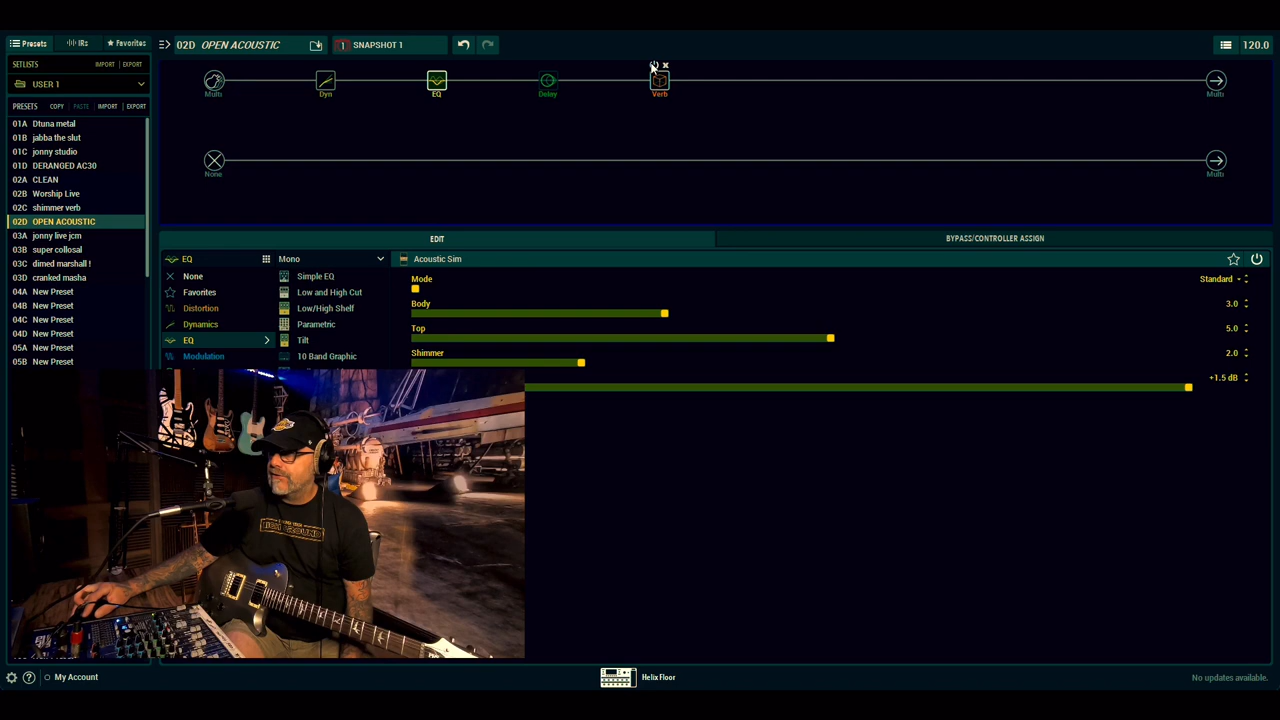 Presets IRs Favorites
02D OPEN ACOUSTIC
1 SNAPSHOT 1
120.0
SETLISTS IMPORT EXPORT
USER 1
PRESETS COPY PASTE IMPORT EXPORT
01A Dtuna metal
01B jabba the slut
01C jonny studio
01D DERANGED AC30
02A CLEAN
02B Worship Live
02C shimmer verb
02D OPEN ACOUSTIC
03A jonny live jcm
03B super collosal
03C dimed marshall !
03D cranked masha
04A New Preset
04B New Preset
04C New Preset
04D New Preset
05A New Preset
05B New Preset
Multi Dyn EQ Delay Verb Multi
None Multi
EDIT BYPASS/CONTROLLER ASSIGN
EQ
None
Favorites
Distortion
Dynamics
EQ
Modulation
Mono
Simple EQ
Low and High Cut
Low/High Shelf
Parametric
Tilt
10 Band Graphic
Acoustic Sim
Mode Standard
Body 3.0
Top 5.0
Shimmer 2.0
+1.5 dB
My Account
Helix Floor
No updates available.